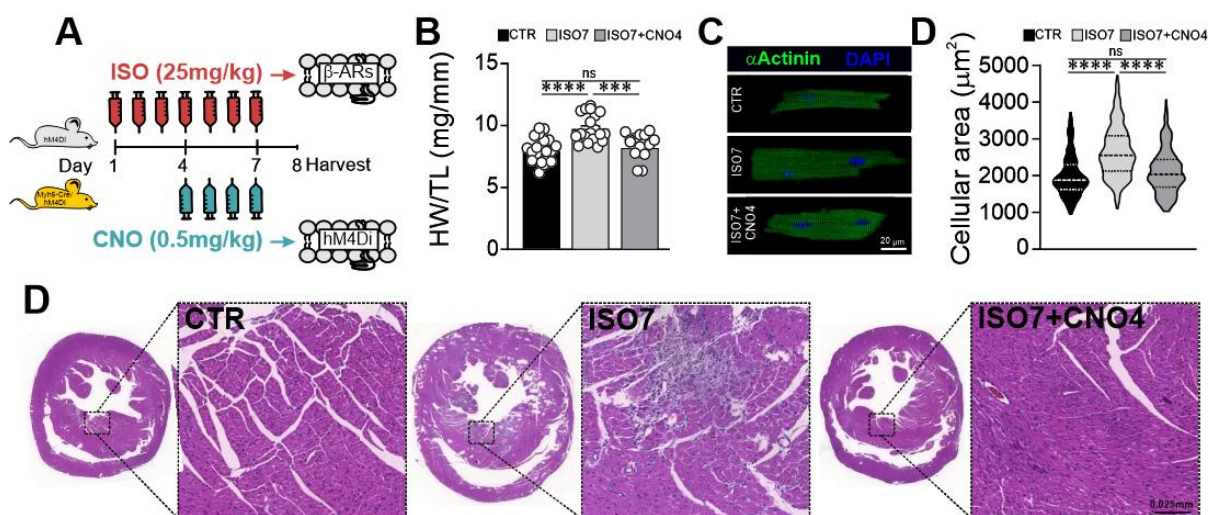 A
ISO (25mg/kg)
β-ARs
hM4Di
Day
1
4
7
8 Harvest
Myh6-Cre/
hM4Di
CNO (0.5mg/kg)
hM4Di
B
CTR
ISO7
ISO7+CNO4
HW/TL (mg/mm)
15
10
5
0
ns
****
***
C
αActinin
DAPI
CTR
ISO7
ISO7+
CNO4
20 µm
D
CTR
ISO7
ISO7+CNO4
Cellular area (µm²)
5000
4000
3000
2000
1000
0
ns
****
****
D
CTR
ISO7
ISO7+CNO4
0.025mm